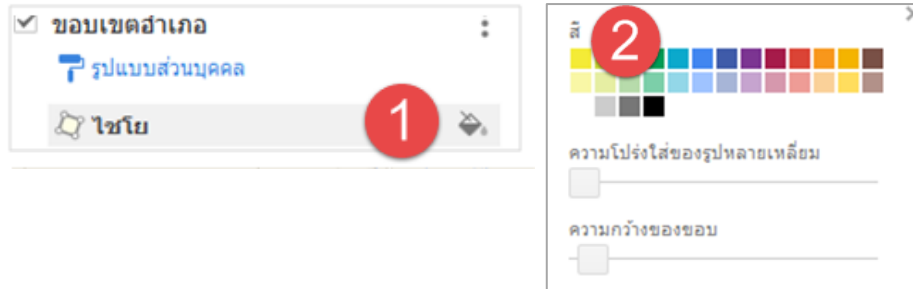 ขอบเขตอำเภอ
รูปแบบส่วนบุคคล
ไชโย
1
2
ความโปร่งใสของรูปหลายเหลี่ยม
ความกว้างของขอบ